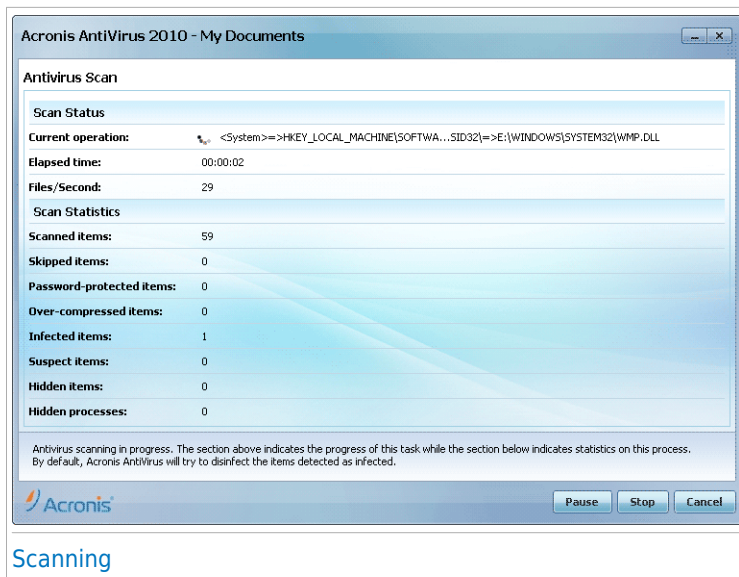 Acronis AntiVirus 2010 - My Documents
Antivirus Scan
Scan Status
Current operation: <System>=>HKEY_LOCAL_MACHINE\SOFTWA...SID32\=>E:\WINDOWS\SYSTEM32\WMP.DLL
Elapsed time: 00:00:02
Files/Second: 29
Scan Statistics
Scanned items: 59
Skipped items: 0
Password-protected items: 0
Over-compressed items: 0
Infected items: 1
Suspect items: 0
Hidden items: 0
Hidden processes: 0
Antivirus scanning in progress. The section above indicates the progress of this task while the section below indicates statistics on this process.
By default, Acronis AntiVirus will try to disinfect the items detected as infected.
Acronis Pause Stop Cancel
Scanning